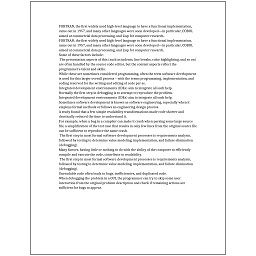 FORTRAN, the first widely used high-level language to have a functional implementation,
came out in 1957, and many other languages were soon developed—in particular, COBOL
aimed at commercial data processing, and Lisp for computer research.
FORTRAN, the first widely used high-level language to have a functional implementation,
came out in 1957, and many other languages were soon developed—in particular, COBOL
aimed at commercial data processing, and Lisp for computer research.
Some of these factors include:
The presentation aspects of this (such as indents, line breaks, color highlighting, and so on)
are often handled by the source code editor, but the content aspects reflect the
programmer's talent and skills.
While these are sometimes considered programming, often the term software development
is used for this larger overall process – with the terms programming, implementation, and
coding reserved for the writing and editing of code per se.
Integrated development environments (IDEs) aim to integrate all such help.
Normally the first step in debugging is to attempt to reproduce the problem.
Integrated development environments (IDEs) aim to integrate all such help.
Sometimes software development is known as software engineering, especially when it
employs formal methods or follows an engineering design process.
A study found that a few simple readability transformations made code shorter and
drastically reduced the time to understand it.
For example, when a bug in a compiler can make it crash when parsing some large source
file, a simplification of the test case that results in only few lines from the original source file
can be sufficient to reproduce the same crash.
The first step in most formal software development processes is requirements analysis,
followed by testing to determine value modeling, implementation, and failure elimination
(debugging).
Many factors, having little or nothing to do with the ability of the computer to efficiently
compile and execute the code, contribute to readability.
The first step in most formal software development processes is requirements analysis,
followed by testing to determine value modeling, implementation, and failure elimination
(debugging).
Unreadable code often leads to bugs, inefficiencies, and duplicated code.
When debugging the problem in a GUI, the programmer can try to skip some user
interaction from the original problem description and check if remaining actions are
sufficient for bugs to appear.